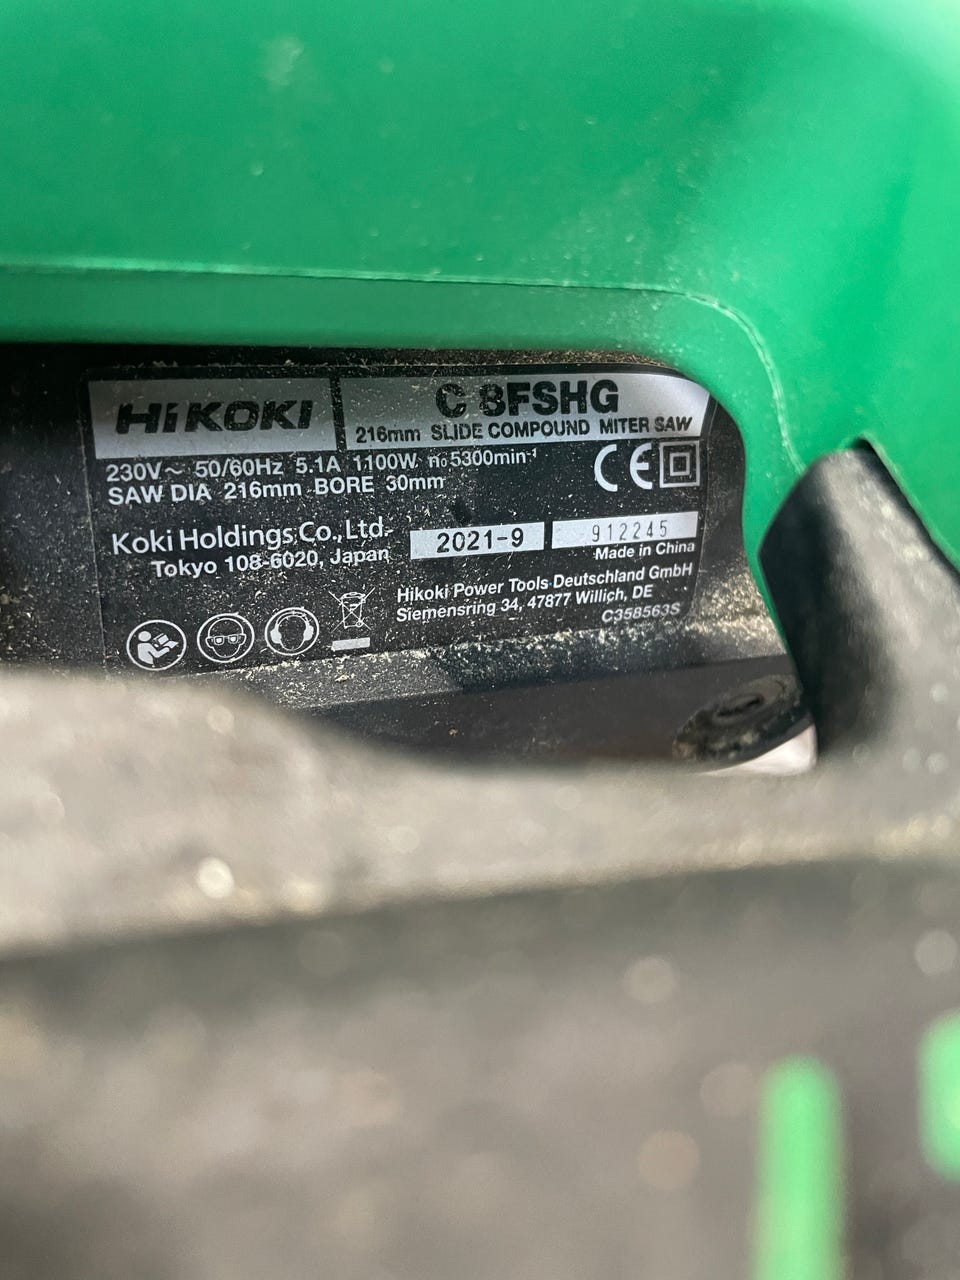 HiKOKI
C 8FSHG
216mm SLIDE COMPOUND MITER SAW
230V～ 50/60Hz 5.1A 1100W n₀5300min⁻¹
SAW DIA 216mm BORE 30mm
CE
Koki Holdings Co., Ltd.
Tokyo 108-6020, Japan
2021-9
912245
Made in China
Hikoki Power Tools Deutschland GmbH
Siemensring 34, 47877 Willich, DE
C358563S